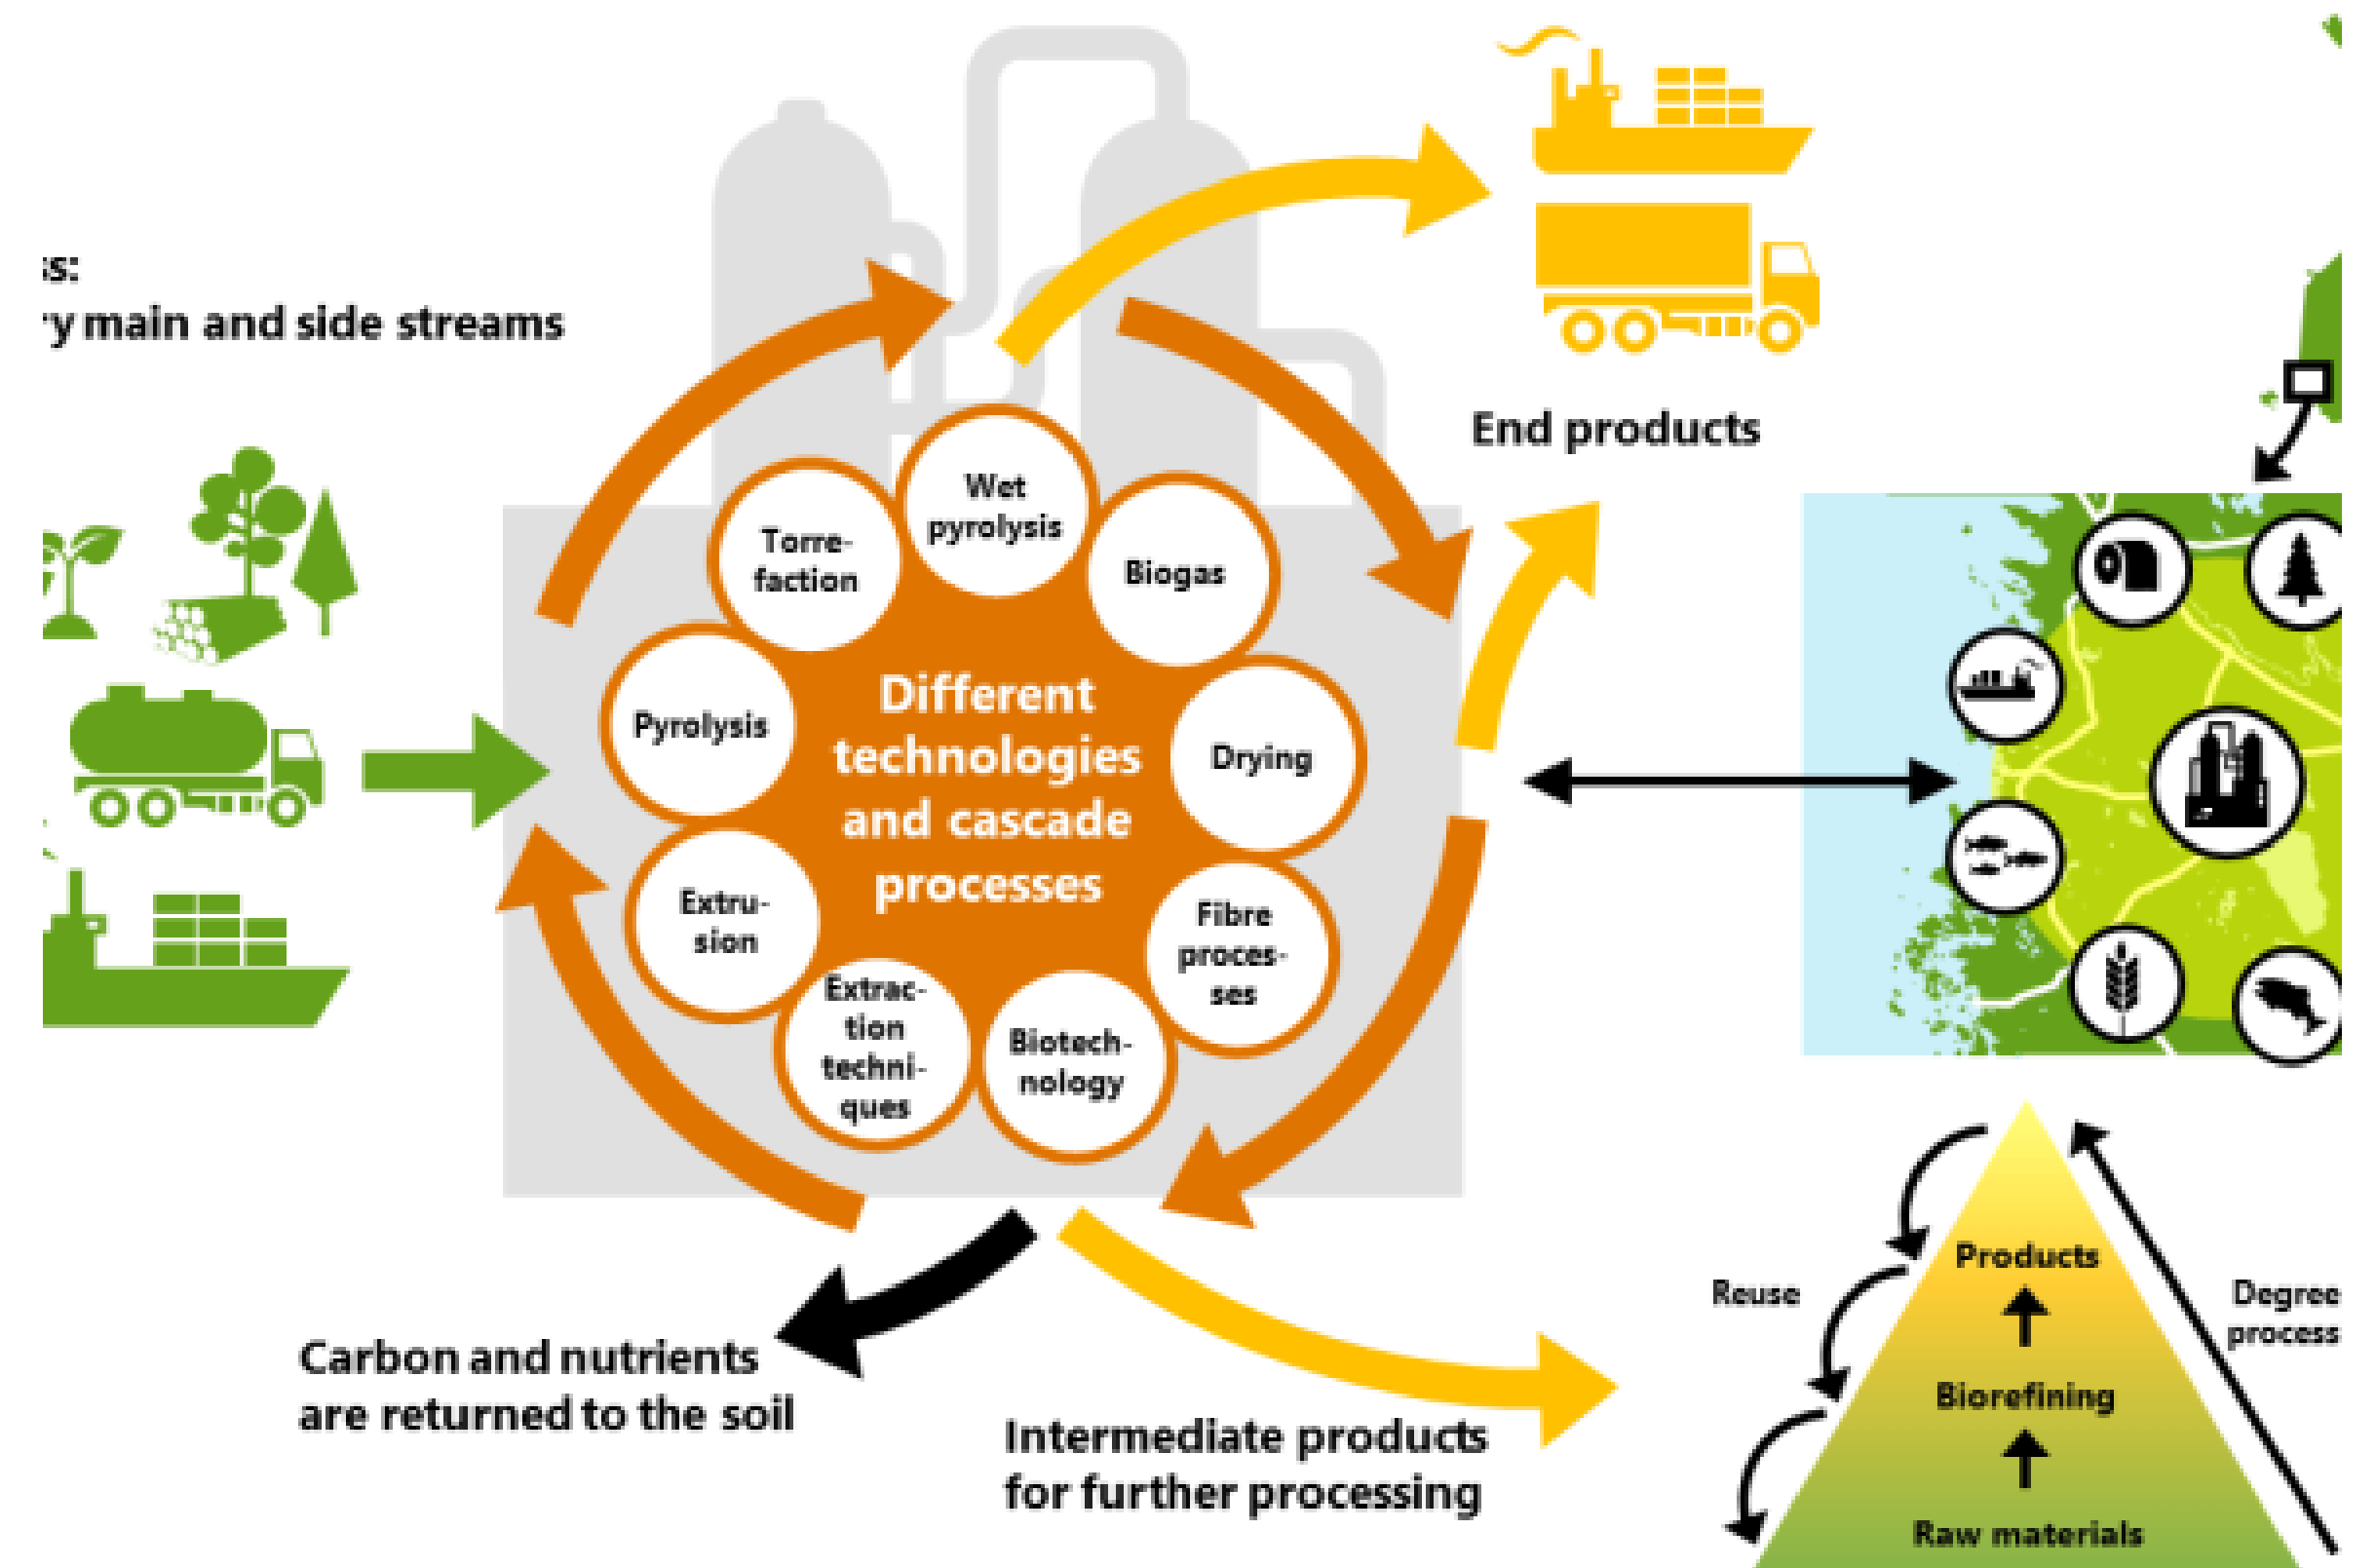 main and side streams
End products
Wet
pyrolysis
Torre-
faction
Biogas
Pyrolysis
Different
technologies
and cascade
processes
Drying
Extru-
sion
Fibre
proces-
ses
Extrac-
tion
techni-
ques
Biotech-
nology
Carbon and nutrients
are returned to the soil
Intermediate products
for further processing
Products
Reuse
Degree
process
Biorefining
Raw materials